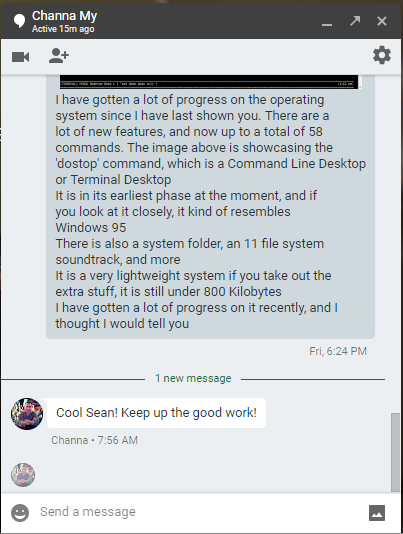 Channa My
Active 15m ago
I have gotten a lot of progress on the operating
system since I have last shown you. There are a
lot of new features, and now up to a total of 58
commands. The image above is showcasing the
'dostop' command, which is a Command Line Desktop
or Terminal Desktop
It is in its earliest phase at the moment, and if
you look at it closely, it kind of resembles
Windows 95
There is also a system folder, an 11 file system
soundtrack, and more
It is a very lightweight system if you take out the
extra stuff, it is still under 800 Kilobytes
I have gotten a lot of progress on it recently, and I
thought I would tell you
Fri, 6:24 PM
1 new message
Cool Sean! Keep up the good work!
Channa • 7:56 AM
Send a message